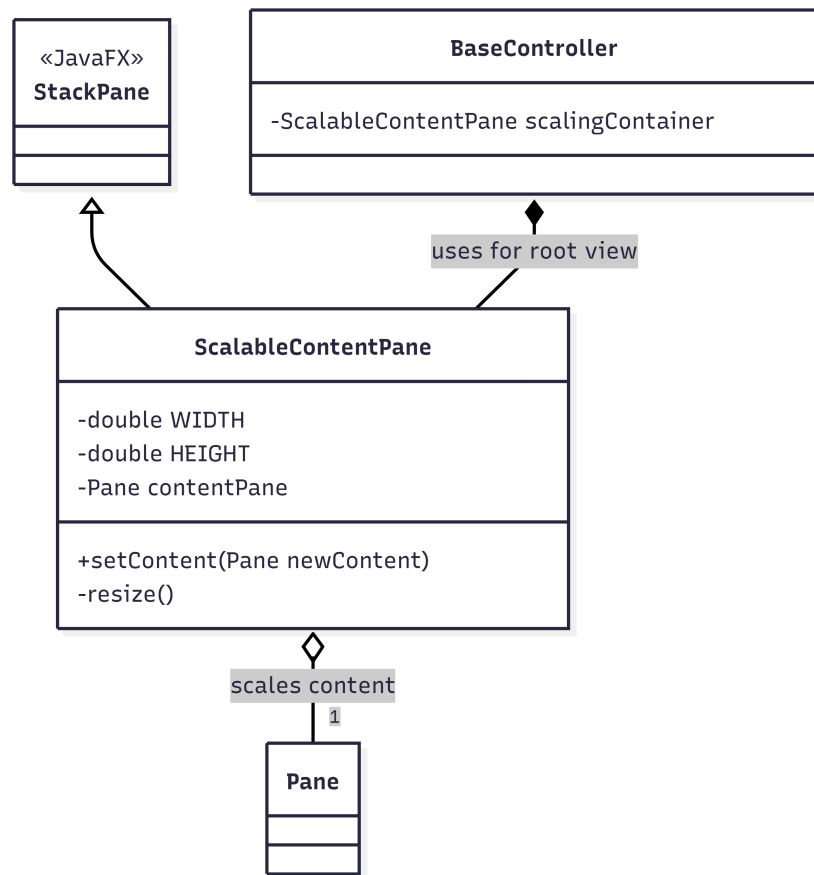 «JavaFX»
StackPane
BaseController
-ScalableContentPane scalingContainer
uses for root view
ScalableContentPane
-double WIDTH
-double HEIGHT
-Pane contentPane
+setContent(Pane newContent)
-resize()
scales content
1
Pane